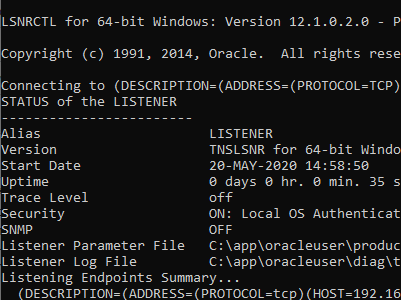 LSNRCTL for 64-bit Windows: Version 12.1.0.2.0 - P
Copyright (c) 1991, 2014, Oracle.  All rights rese
Connecting to (DESCRIPTION=(ADDRESS=(PROTOCOL=TCP)
STATUS of the LISTENER
------------------------
Alias                     LISTENER
Version                   TNSLSNR for 64-bit Windo
Start Date                20-MAY-2020 14:58:50
Uptime                    0 days 0 hr. 0 min. 35 s
Trace Level               off
Security                  ON: Local OS Authenticat
SNMP                      OFF
Listener Parameter File   C:\app\oracleuser\produc
Listener Log File         C:\app\oracleuser\diag\t
Listening Endpoints Summary...
  (DESCRIPTION=(ADDRESS=(PROTOCOL=tcp)(HOST=192.16